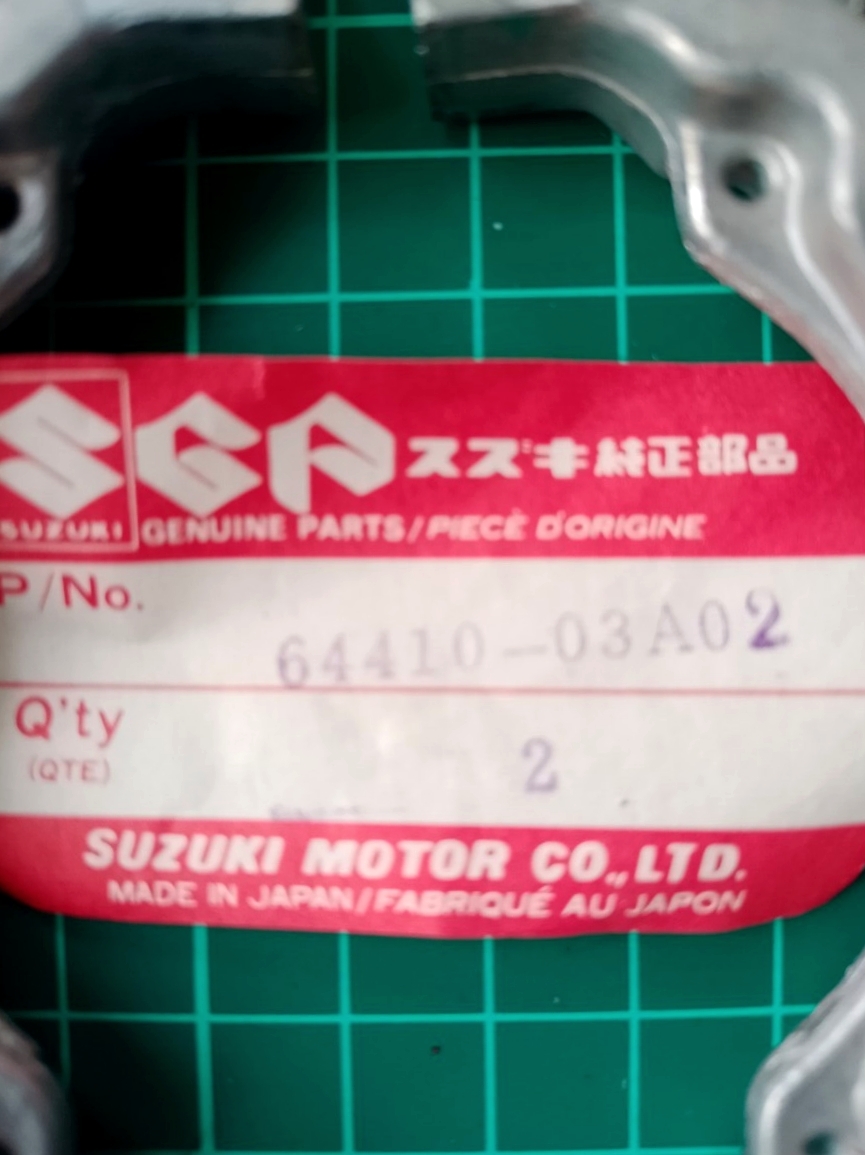 SGP スズキ純正部品
SUZUKI GENUINE PARTS/PIECÈ D'ORIGINE
P/No.
64410-03A02
Q'ty
(QTE)
2
SUZUKI MOTOR CO.,LTD.
MADE IN JAPAN/FABRIQUÉ AU JAPON